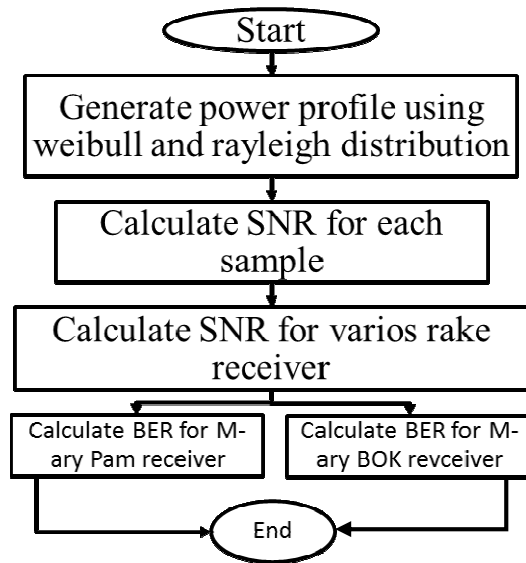 Start
Generate power profile using
weibull and rayleigh distribution
Calculate SNR for each
sample
Calculate SNR for varios rake
receiver
Calculate BER for M-
ary Pam receiver
Calculate BER for M-
ary BOK revceiver
End